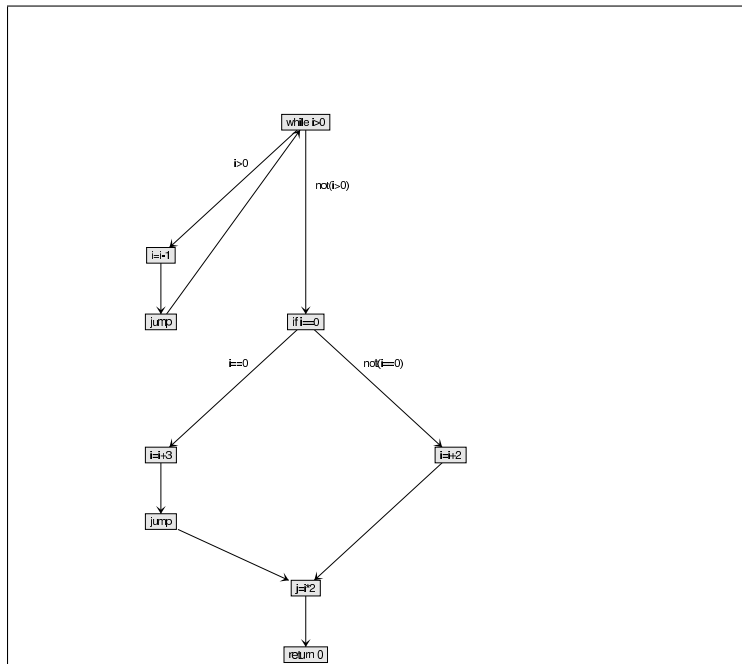 while i>0
i>0
not(i>0)
i=i-1
jump
if i==0
i==0
not(i==0)
i=i+3
i=i+2
jump
j=i*2
return 0